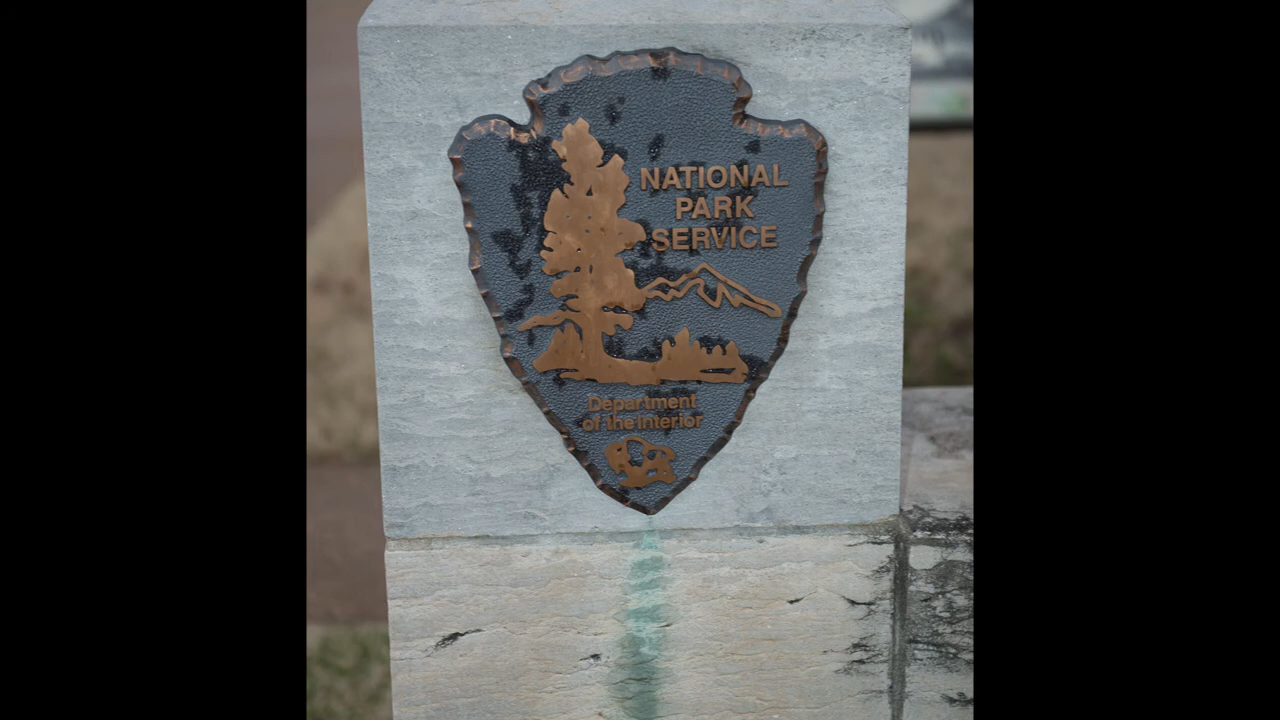 NATIONAL
PARK
SERVICE
Department
of the Interior